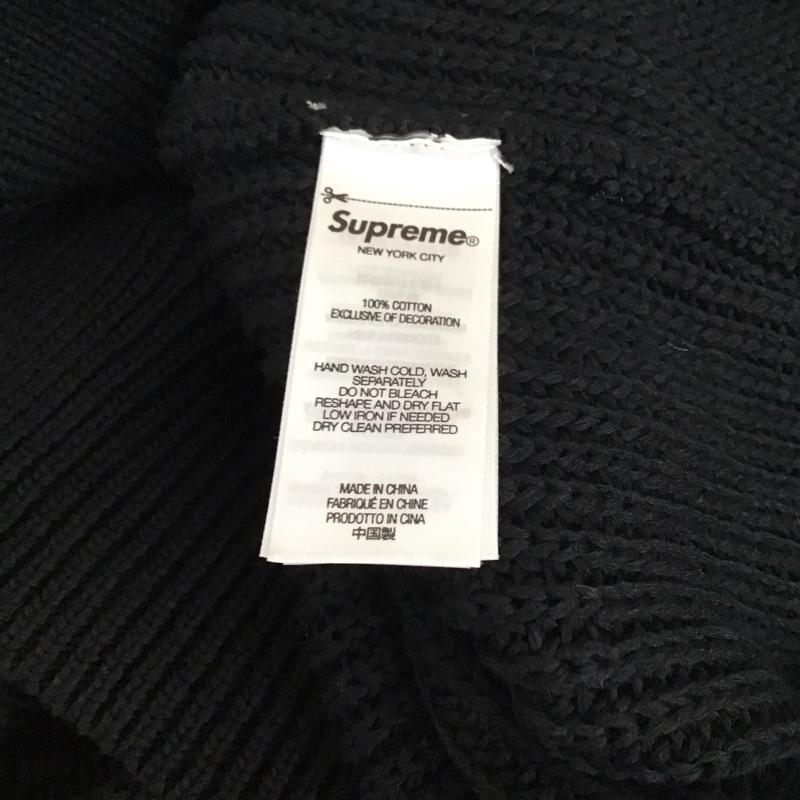 Supreme®
NEW YORK CITY
100% COTTON
EXCLUSIVE OF DECORATION
HAND WASH COLD, WASH
SEPARATELY
DO NOT BLEACH
RESHAPE AND DRY FLAT
LOW IRON IF NEEDED
DRY CLEAN PREFERRED
MADE IN CHINA
FABRIQUÉ EN CHINE
PRODOTTO IN CINA
中国製